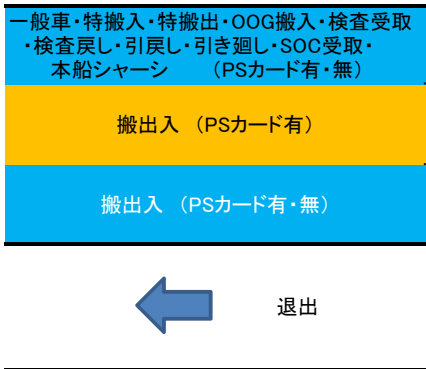 一般車・特搬入・特搬出・OOG搬入・検査受取
・検査戻し・引戻し・引き廻し・SOC受取・
本船シャーシ　　（PSカード有・無）
搬出入　（PSカード有）
搬出入　（PSカード有・無）
退出